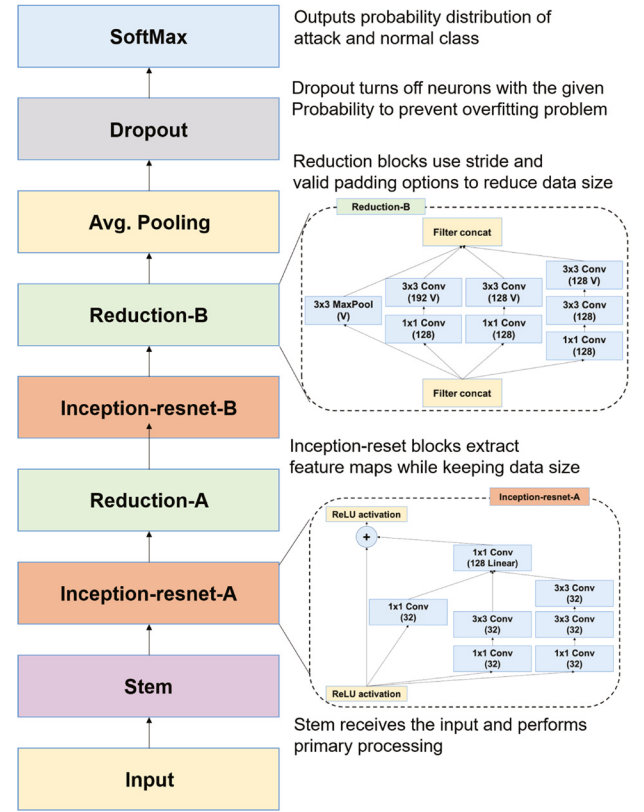 SoftMax
Outputs probability distribution of
attack and normal class
Dropout
Dropout turns off neurons with the given
Probability to prevent overfitting problem
Avg. Pooling
Reduction blocks use stride and
valid padding options to reduce data size
Reduction-B
Reduction-B
Filter concat
3x3 MaxPool
(V)
3x3 Conv
(192 V)
1x1 Conv
(128)
3x3 Conv
(128 V)
1x1 Conv
(128)
3x3 Conv
(128 V)
3x3 Conv
(128)
1x1 Conv
(128)
Filter concat
Inception-resnet-B
Inception-reset blocks extract
feature maps while keeping data size
Reduction-A
Inception-resnet-A
Inception-resnet-A
ReLU activation
+
1x1 Conv
(128 Linear)
1x1 Conv
(32)
3x3 Conv
(32)
1x1 Conv
(32)
3x3 Conv
(32)
3x3 Conv
(32)
1x1 Conv
(32)
ReLU activation
Stem
Stem receives the input and performs
primary processing
Input